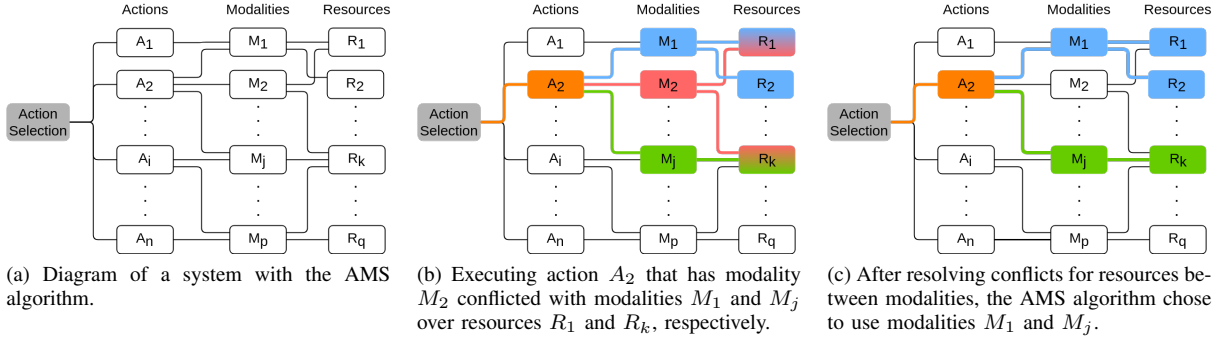 Actions Modalities Resources
A1 M1 R1
A2 M2 R2
Action
Selection
Ai Mj Rk
An Mp Rq
(a) Diagram of a system with the AMS
algorithm.
Actions Modalities Resources
A1 M1 R1
A2 M2 R2
Action
Selection
Ai Mj Rk
An Mp Rq
(b) Executing action A2 that has modality
M2 conflicted with modalities M1 and Mj
over resources R1 and Rk, respectively.
Actions Modalities Resources
A1 M1 R1
A2 M2 R2
Action
Selection
Ai Mj Rk
An Mp Rq
(c) After resolving conflicts for resources be-
tween modalities, the AMS algorithm chose
to use modalities M1 and Mj.